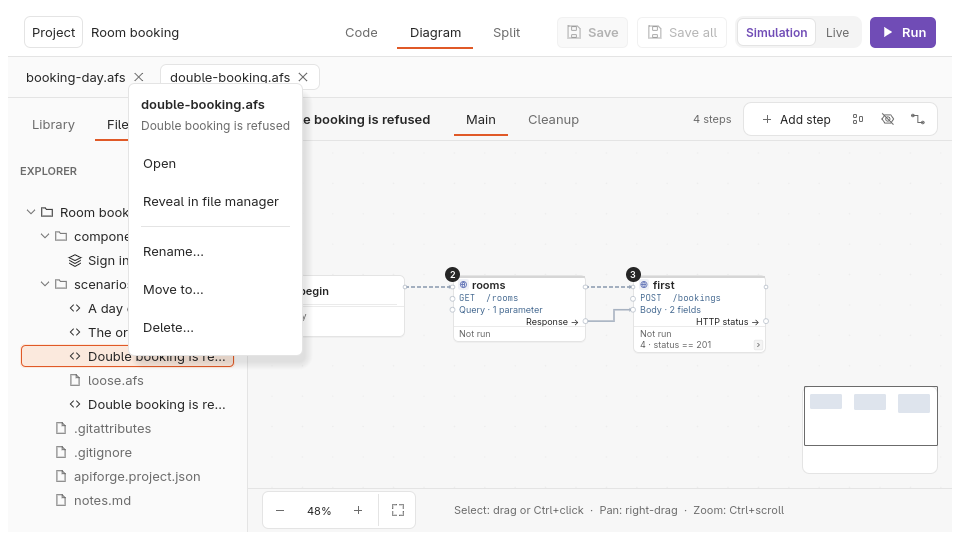 Project
Room booking
Code
Diagram
Split
Save
Save all
Simulation
Live
Run
booking-day.afs
double-booking.afs
Library
File
double-booking.afs
Double booking is refused
Open
Reveal in file manager
Rename...
Move to...
Delete...
e booking is refused
Main
Cleanup
4 steps
Add step
EXPLORER
Room book
compone
Sign in
scenarios
A day
The or
Double booking is re...
loose.afs
Double booking is re...
.gitattributes
.gitignore
apiforge.project.json
notes.md
begin
y
2
rooms
GET /rooms
Query · 1 parameter
Response →
Not run
3
first
POST /bookings
Body · 2 fields
HTTP status →
Not run
4 · status == 201
48%
Select: drag or Ctrl+click · Pan: right-drag · Zoom: Ctrl+scroll